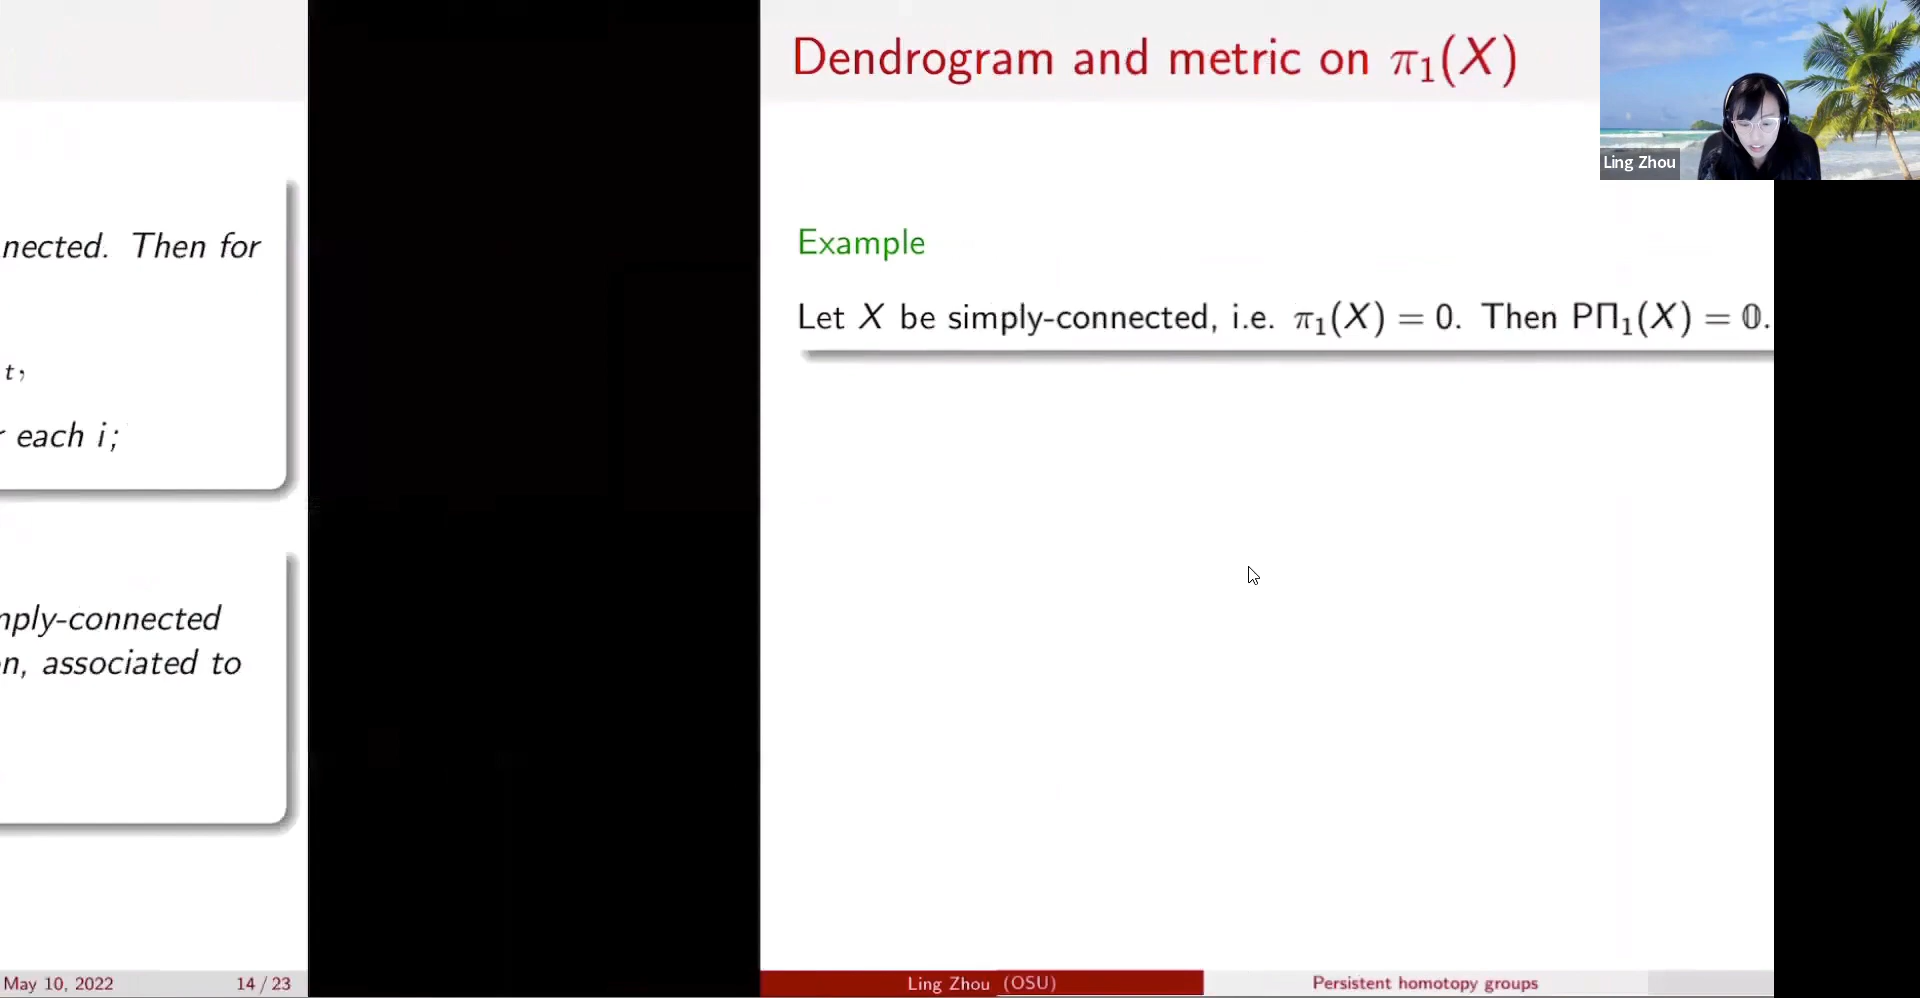 nected. Then for
t,
each i;
mply-connected
n, associated to
May 10, 2022 14 / 23
Dendrogram and metric on π₁(X)
Example
Let X be simply-connected, i.e. π₁(X) = 0. Then PΠ₁(X) = 0.
Ling Zhou (OSU) Persistent homotopy groups
Ling Zhou